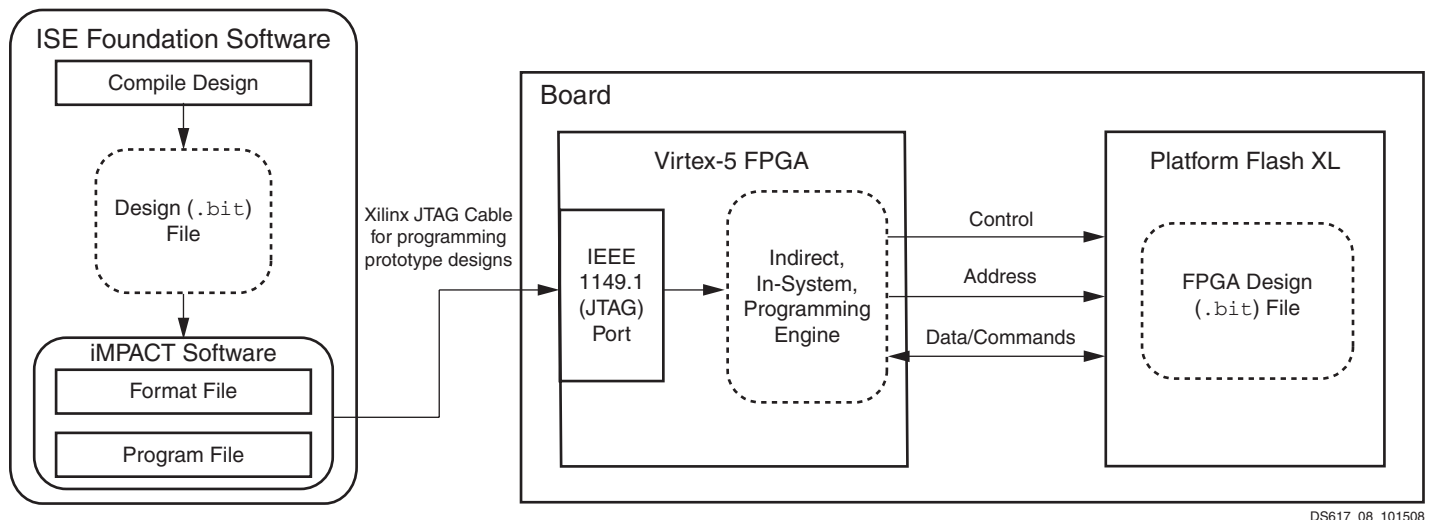 ISE Foundation Software
Compile Design
Design (.bit)
File
iMPACT Software
Format File
Program File
Xilinx JTAG Cable
for programming
prototype designs
Board
Virtex-5 FPGA
IEEE
1149.1
(JTAG)
Port
Indirect,
In-System,
Programming
Engine
Control
Address
Data/Commands
Platform Flash XL
FPGA Design
(.bit) File
DS617_08_101508